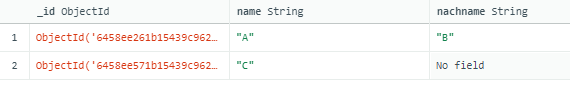 _id ObjectId name String nachname String
1 ObjectId('6458ee261b15439c962… "A" "B"
2 ObjectId('6458ee571b15439c962… "C" No field